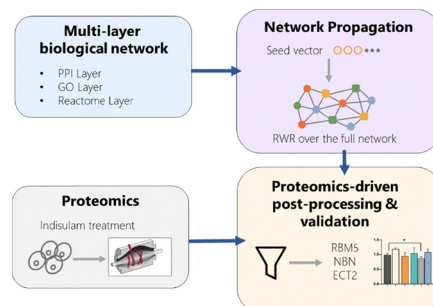 Multi-layer
biological network
• PPI Layer
• GO Layer
• Reactome Layer
Network Propagation
Seed vector
RWR over the full network
Proteomics
Indisulam treatment
Proteomics-driven
post-processing &
validation
RBM5
NBN
ECT2